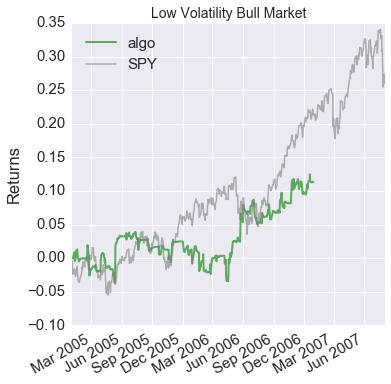 Low Volatility Bull Market
0.35
0.30
0.25
0.20
0.15
0.10
0.05
0.00
−0.05
−0.10
Returns
algo
SPY
Mar 2005
Jun 2005
Sep 2005
Dec 2005
Mar 2006
Jun 2006
Sep 2006
Dec 2006
Mar 2007
Jun 2007